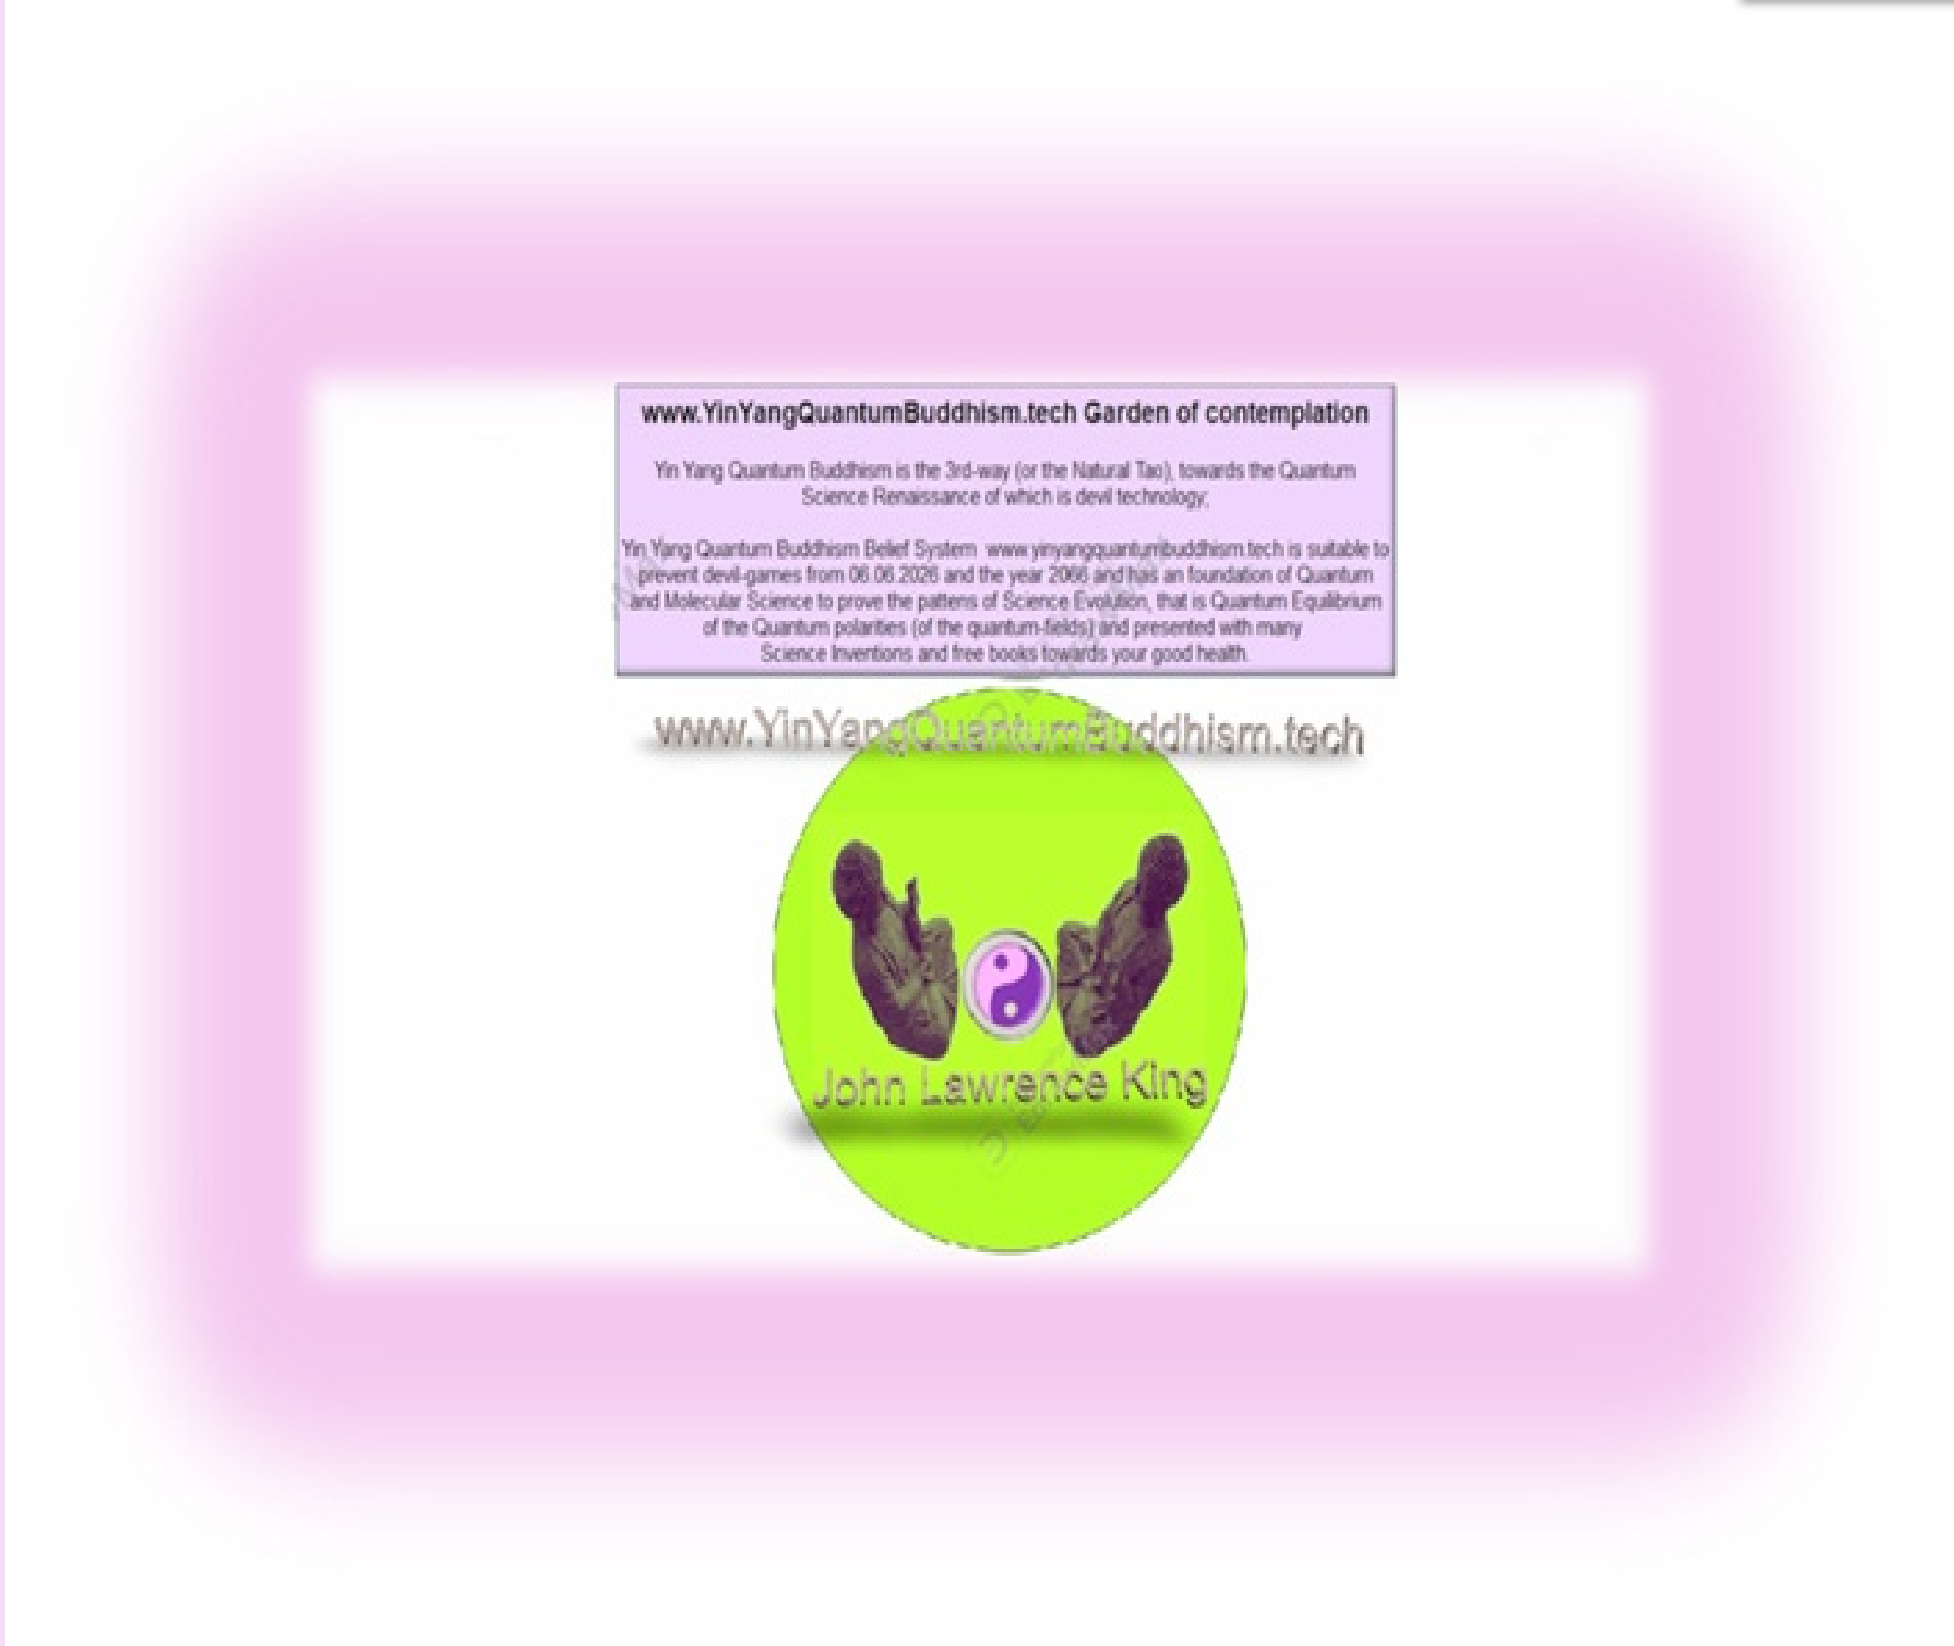 www.YinYangQuantumBuddhism.tech Garden of contemplation
Yin Yang Quantum Buddhism is the 3rd-way (or the Natural Tao), towards the Quantum
Science Renaissance of which is devil technology;
Yin Yang Quantum Buddhism Belief System www.yinyangquantumbuddhism.tech is suitable to
prevent devil-games from 06.06.2026 and the year 2066 and has an foundation of Quantum
and Molecular Science to prove the pattens of Science Evolution, that is Quantum Equilibrium
of the Quantum polarities (of the quantum-fields) and presented with many
Science Inventions and free books towards your good health.
www.YinYangQuantumBuddhism.tech
John Lawrence King